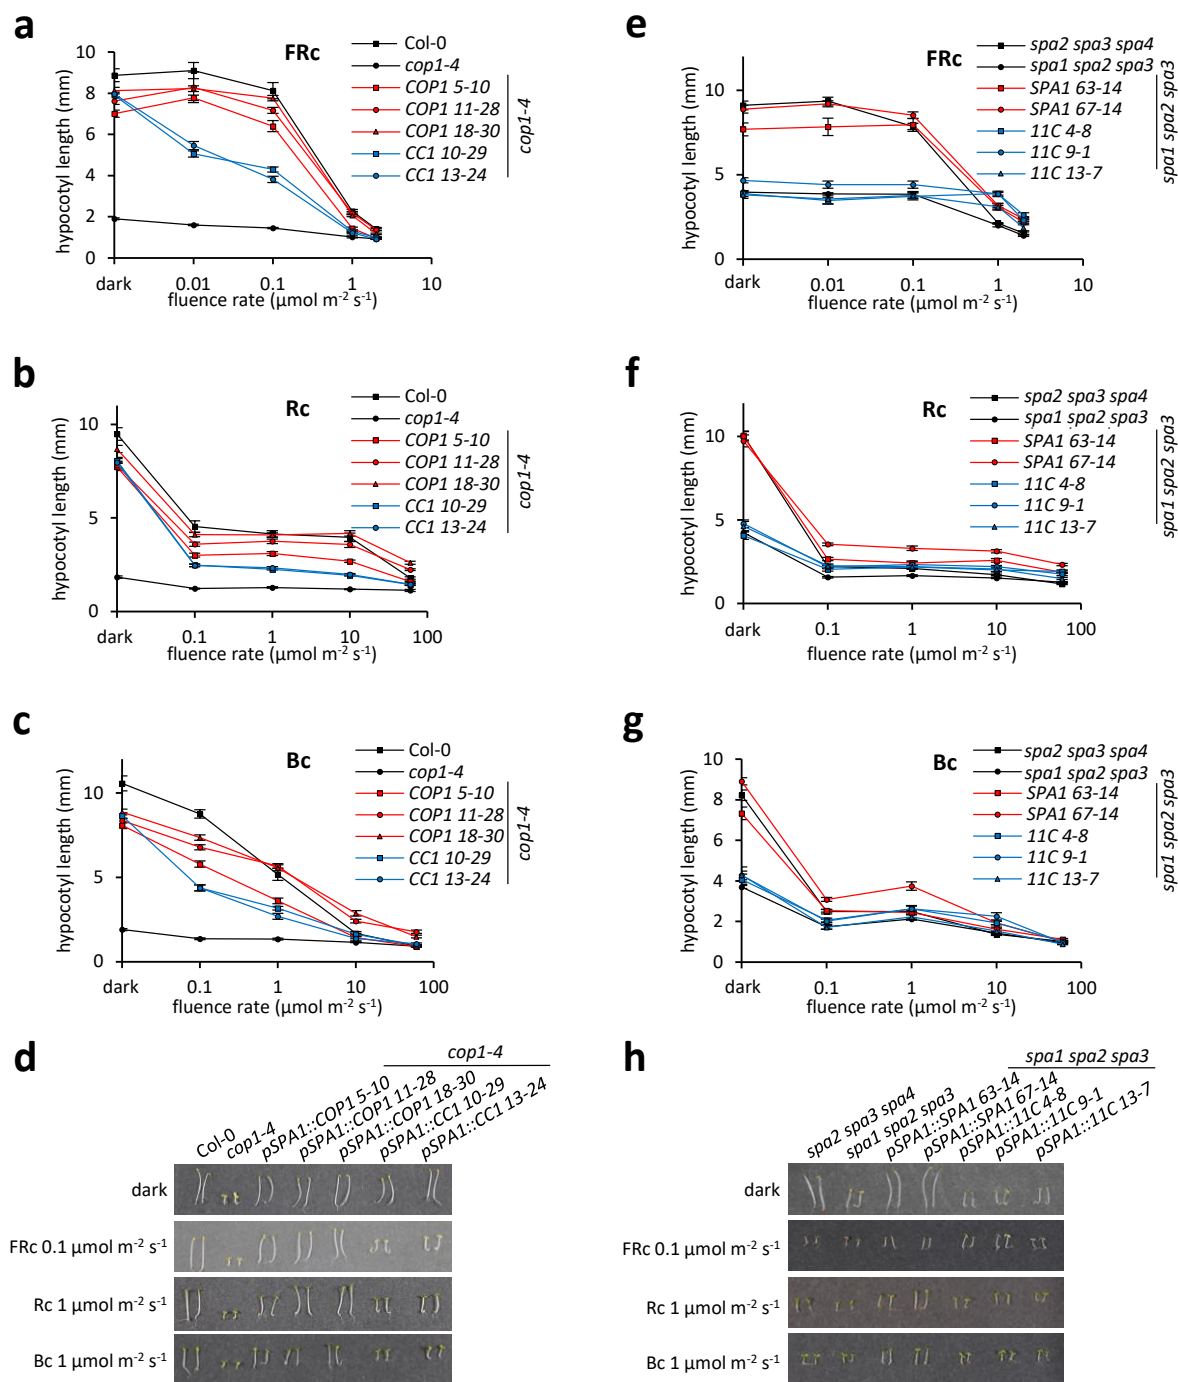 a
FRc
hypocotyl length (mm)
10
8
6
4
2
0
dark
0.01
0.1
1
10
fluence rate (µmol m⁻² s⁻¹)
Col-0
cop1-4
COP1 5-10
COP1 11-28
COP1 18-30
CC1 10-29
CC1 13-24
cop1-4
e
FRc
hypocotyl length (mm)
10
5
0
dark
0.01
0.1
1
10
fluence rate (µmol m⁻² s⁻¹)
spa2 spa3 spa4
spa1 spa2 spa3
SPA1 63-14
SPA1 67-14
11C 4-8
11C 9-1
11C 13-7
spa1 spa2 spa3
b
Rc
hypocotyl length (mm)
10
5
0
dark
0.1
1
10
100
fluence rate (µmol m⁻² s⁻¹)
Col-0
cop1-4
COP1 5-10
COP1 11-28
COP1 18-30
CC1 10-29
CC1 13-24
cop1-4
f
Rc
hypocotyl length (mm)
10
5
0
dark
0.1
1
10
100
fluence rate (µmol m⁻² s⁻¹)
spa2 spa3 spa4
spa1 spa2 spa3
SPA1 63-14
SPA1 67-14
11C 4-8
11C 9-1
11C 13-7
spa1 spa2 spa3
c
Bc
hypocotyl length (mm)
10
5
0
dark
0.1
1
10
100
fluence rate (µmol m⁻² s⁻¹)
Col-0
cop1-4
COP1 5-10
COP1 11-28
COP1 18-30
CC1 10-29
CC1 13-24
cop1-4
g
Bc
hypocotyl length (mm)
10
8
6
4
2
0
dark
0.1
1
10
100
fluence rate (µmol m⁻² s⁻¹)
spa2 spa3 spa4
spa1 spa2 spa3
SPA1 63-14
SPA1 67-14
11C 4-8
11C 9-1
11C 13-7
spa1 spa2 spa3
d
cop1-4
Col-0
cop1-4
pSPA1::COP1 5-10
pSPA1::COP1 11-28
pSPA1::COP1 18-30
pSPA1::CC1 10-29
pSPA1::CC1 13-24
dark
FRc 0.1 µmol m⁻² s⁻¹
Rc 1 µmol m⁻² s⁻¹
Bc 1 µmol m⁻² s⁻¹
h
spa1 spa2 spa3
spa2 spa3 spa4
spa1 spa2 spa3
pSPA1::SPA1 63-14
pSPA1::SPA1 67-14
pSPA1::11C 4-8
pSPA1::11C 9-1
pSPA1::11C 13-7
dark
FRc 0.1 µmol m⁻² s⁻¹
Rc 1 µmol m⁻² s⁻¹
Bc 1 µmol m⁻² s⁻¹